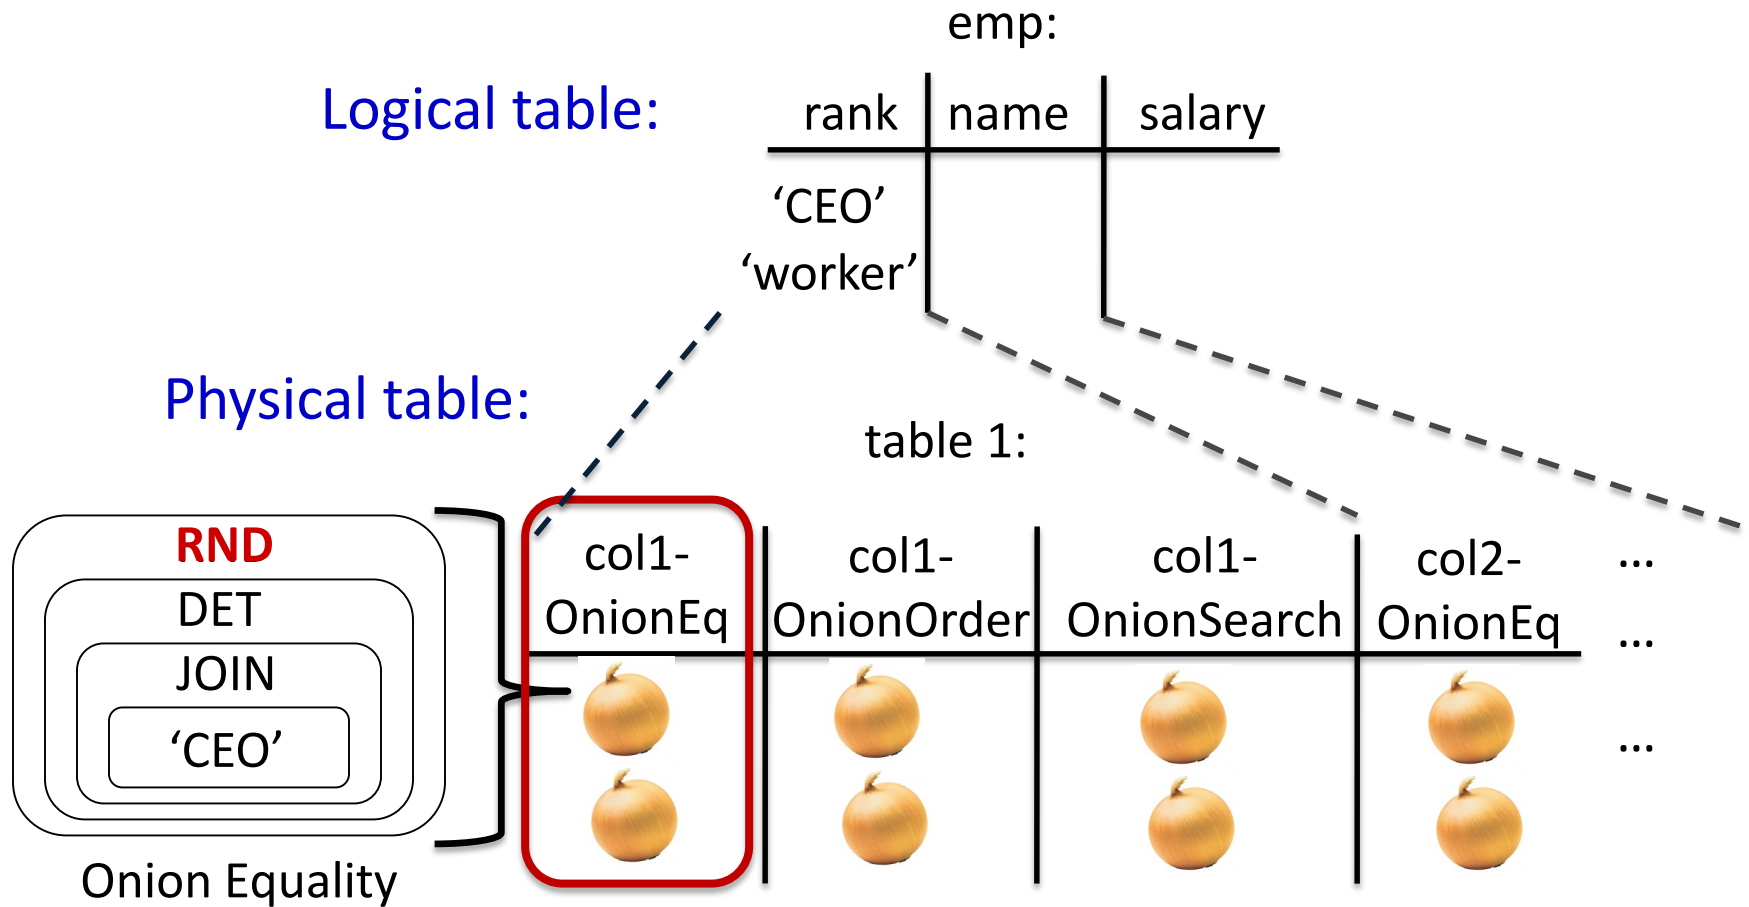 emp:
Logical table:
rank name salary
‘CEO’
‘worker’
Physical table:
table 1:
RND
DET
JOIN
‘CEO’
Onion Equality
col1-
OnionEq
col1-
OnionOrder
col1-
OnionSearch
col2-
OnionEq
...
...
...